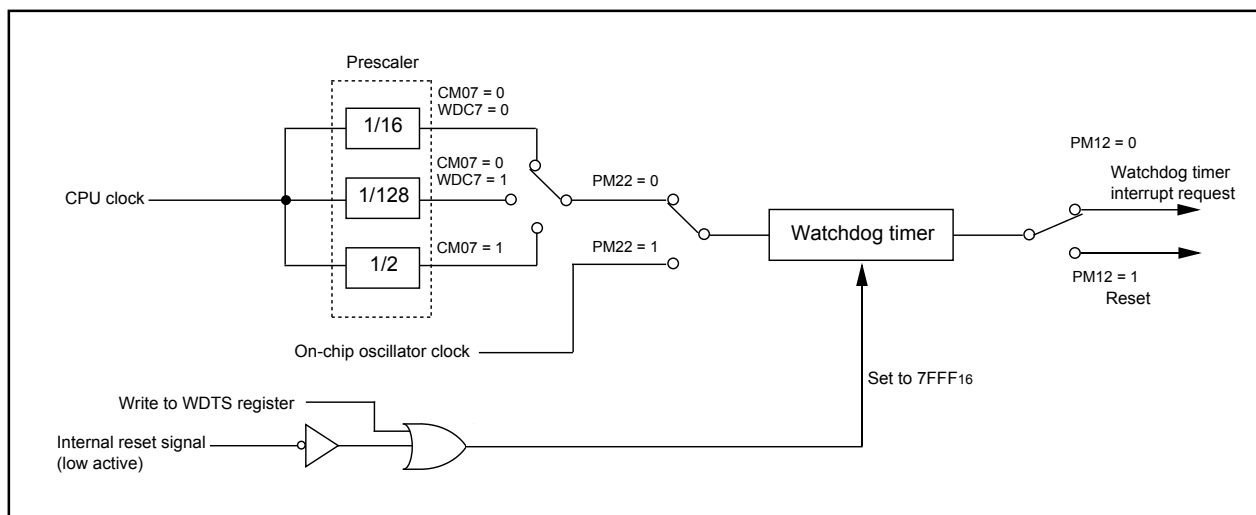 Prescaler
CM07 = 0
WDC7 = 0
1/16
PM12 = 0
CM07 = 0
WDC7 = 1
Watchdog timer
interrupt request
PM22 = 0
CPU clock
1/128
Watchdog timer
CM07 = 1
PM22 = 1
1/2
PM12 = 1
Reset
On-chip oscillator clock
Set to 7FFF16
Write to WDTS register
Internal reset signal
(low active)